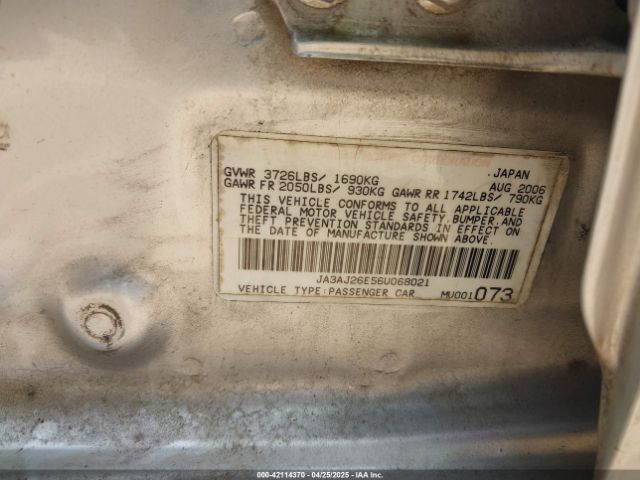 JAPAN
GVWR 3726LBS/ 1690KG AUG 2006
GAWR FR 2050LBS/ 930KG GAWR RR 1742LBS/ 790KG
THIS VEHICLE CONFORMS TO ALL APPLICABLE
FEDERAL MOTOR VEHICLE SAFETY,BUMPER,AND
THEFT PREVENTION STANDARDS IN EFFECT ON
THE DATE OF MANUFACTURE SHOWN ABOVE.
JA3AJ26E56U068021
VEHICLE TYPE:PASSENGER CAR MU001073
000-42114370 - 04/25/2025 - IAAI.COM